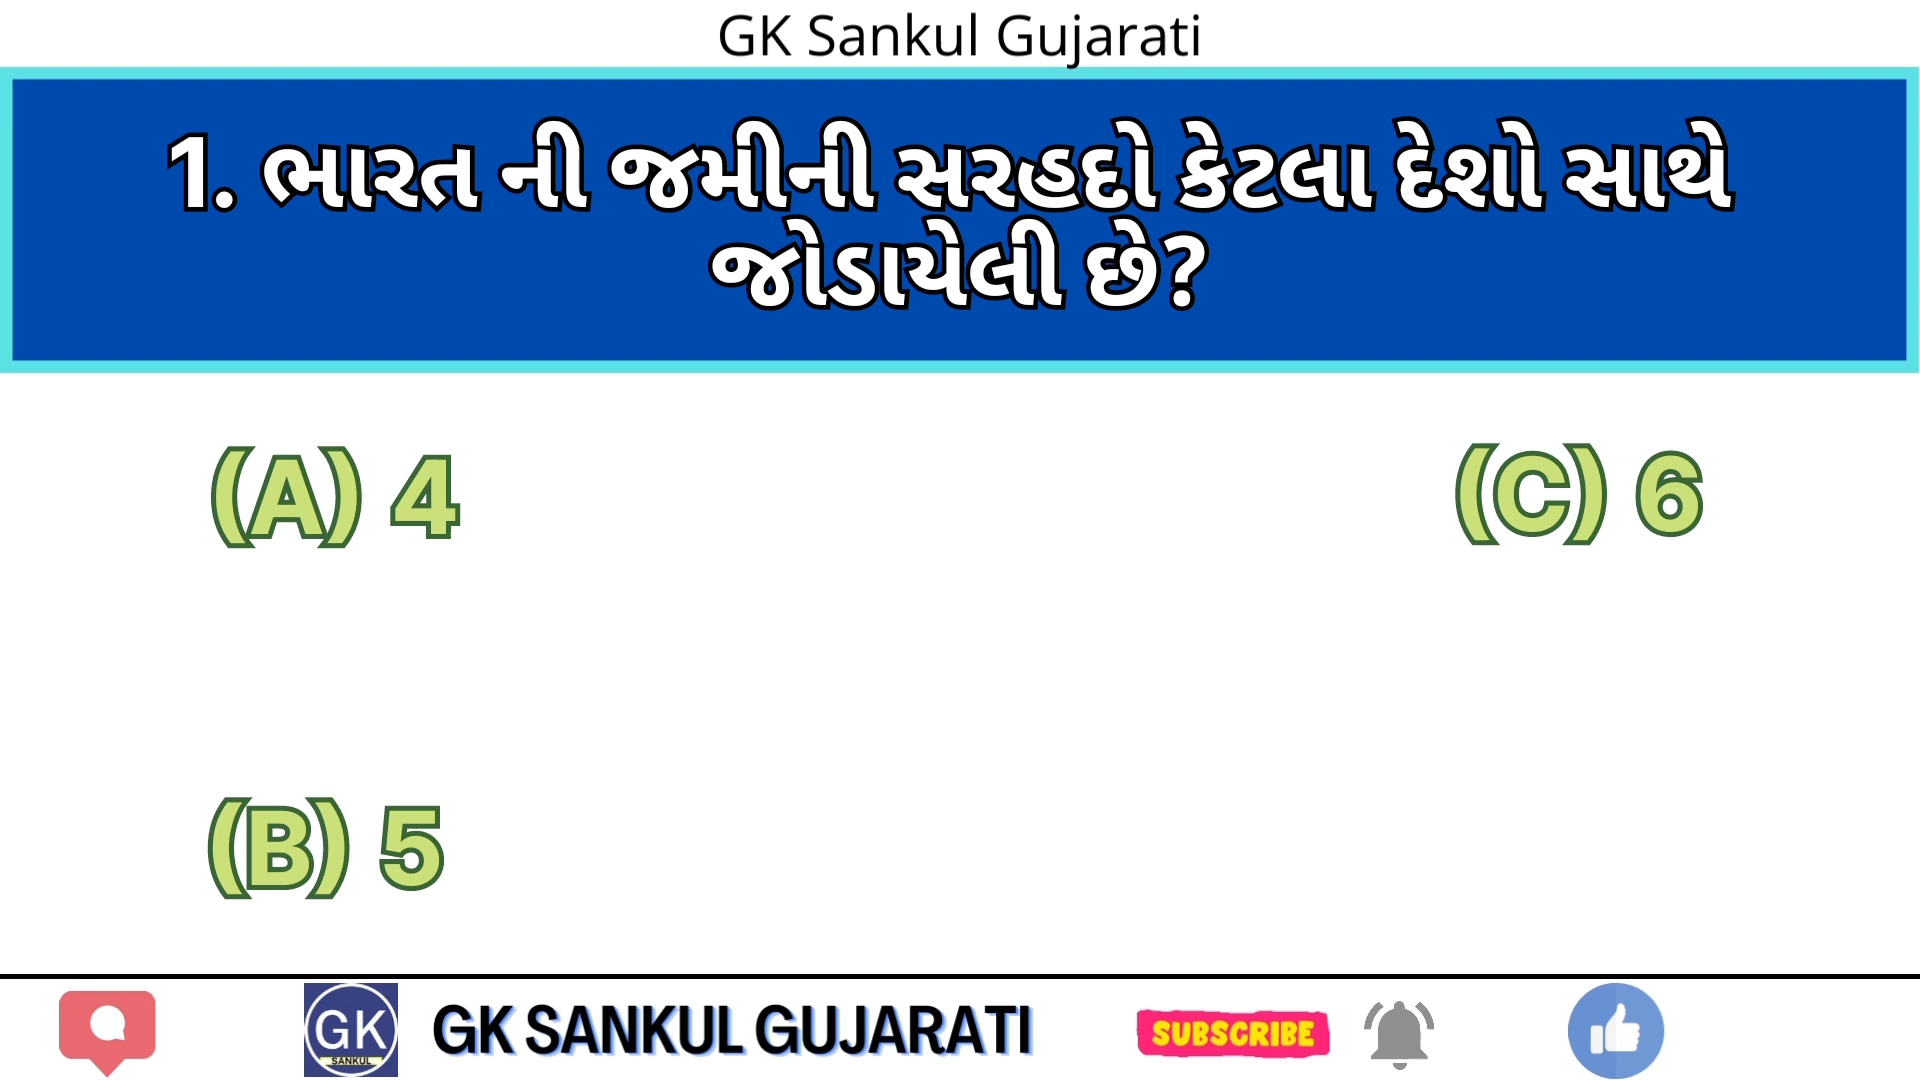 GK Sankul Gujarati
1. ભારત ની જમીની સરહદો કેટલા દેશો સાથે
જોડાયેલી છે?
(A) 4
(C) 6
(B) 5
GK
SANKUL
GK SANKUL GUJARATI
SUBSCRIBE